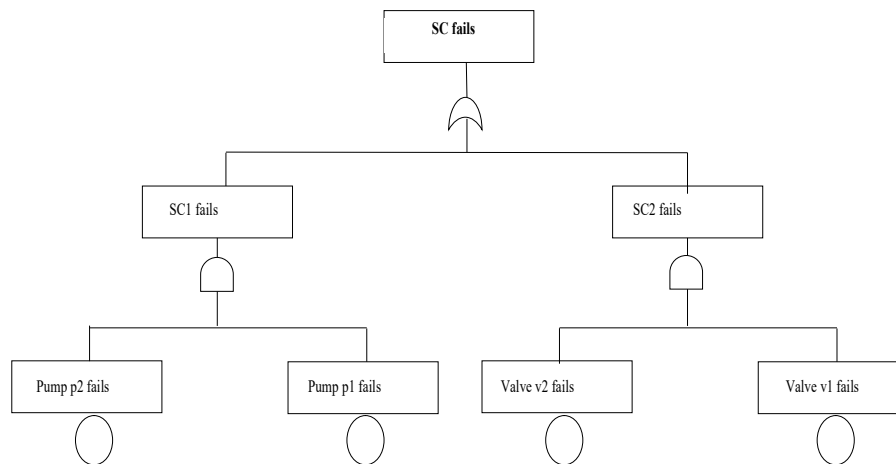 SC fails
SC1 fails
SC2 fails
Pump p2 fails
Pump p1 fails
Valve v2 fails
Valve v1 fails